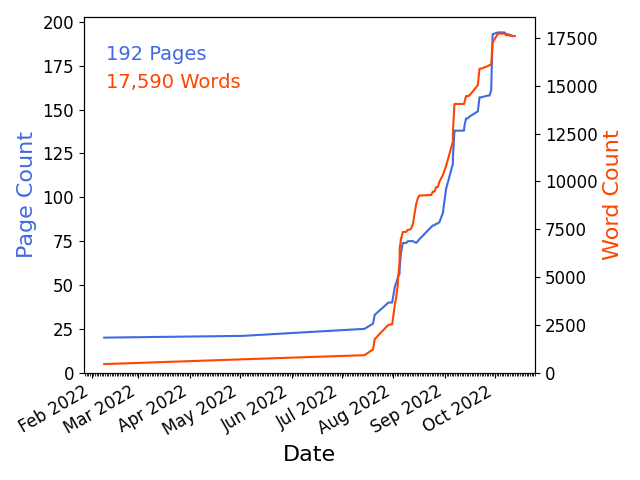 192 Pages
17,590 Words
Page Count
200
175
150
125
100
75
50
25
0
17500
15000
12500
10000
7500
5000
2500
0
Word Count
Feb 2022
Mar 2022
Apr 2022
May 2022
Jun 2022
Jul 2022
Aug 2022
Sep 2022
Oct 2022
Date